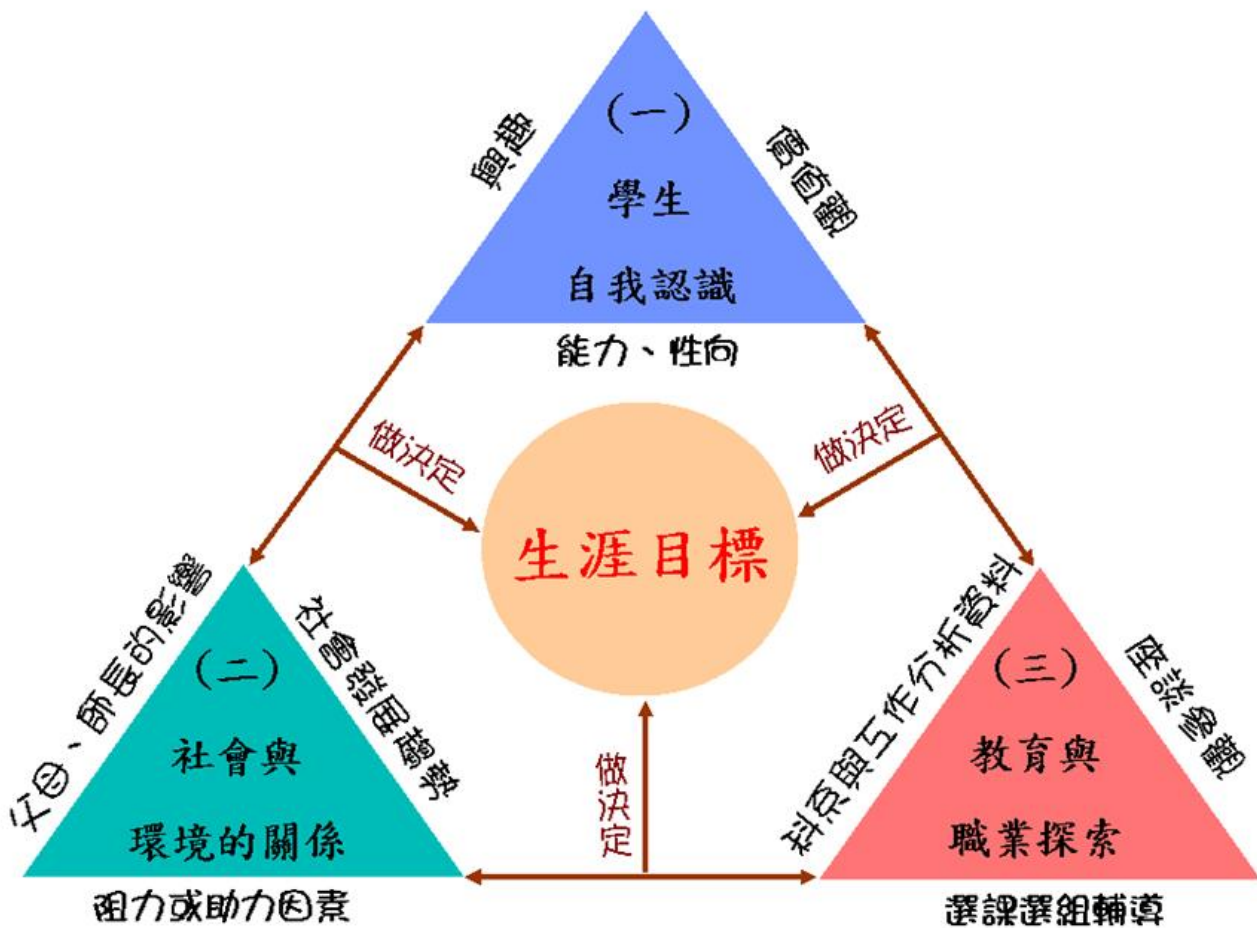 (一)
學生
自我認識
興趣
價值觀
能力、性向
做決定
做決定
生涯目標
父母、師長的影響
社會發展趨勢
(二)
社會與
環境的關係
阻力或助力因素
做決定
科系與工作分析資料
座談參觀
(三)
教育與
職業探索
選課選組輔導